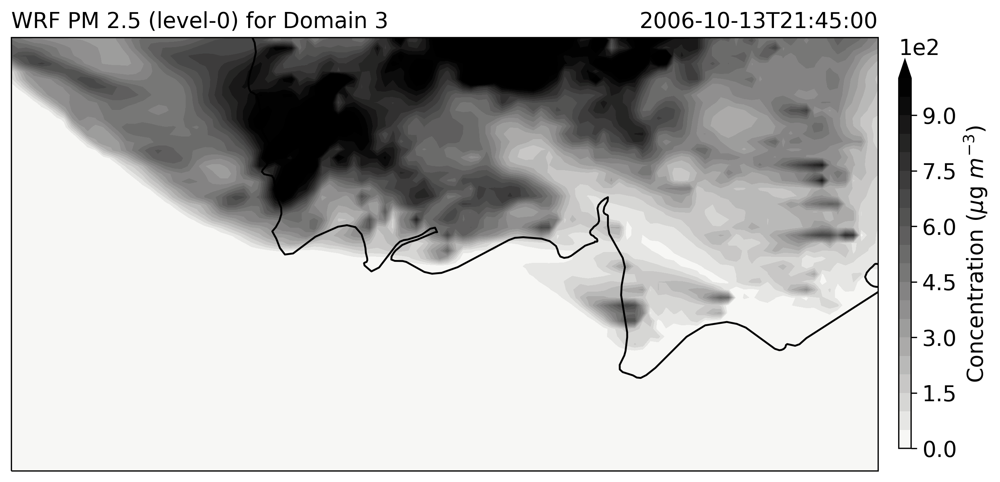 WRF PM 2.5 (level-0) for Domain 3
2006-10-13T21:45:00
1e2
9.0
7.5
6.0
4.5
3.0
1.5
0.0
Concentration (μg m⁻³)